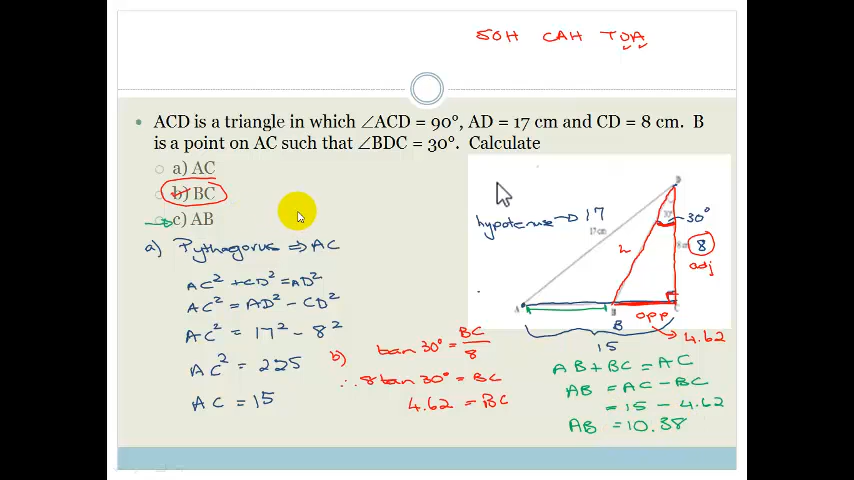 SOH CAH TOA
ACD is a triangle in which ∠ACD = 90°, AD = 17 cm and CD = 8 cm. B
is a point on AC such that ∠BDC = 30°. Calculate
a) AC
b) BC
c) AB
a) Pythagorus ⇒ AC
AC² + CD² = AD²
AC² = AD² - CD²
AC² = 17² - 8²
AC² = 225
AC = 15
b) tan 30° = BC/8
∴ 8 tan 30° = BC
4.62 = BC
hypotenuse → 17
17 cm
30°
8
adj
h
A
B
C
opp
→ 4.62
15
AB + BC = AC
AB = AC - BC
= 15 - 4.62
AB = 10.38